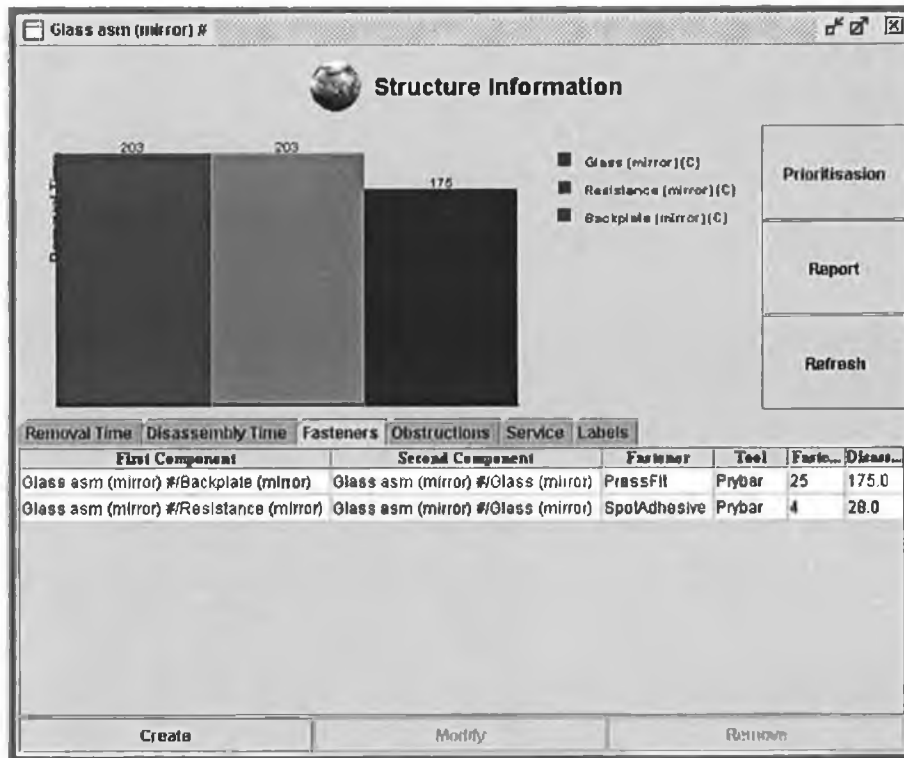 Glass asm (mirror) #
Structure Information
203
203
175
Glass (mirror)(C)
Resistance (mirror)(C)
Backplate (mirror)(C)
Prioritisasion
Report
Refresh
Removal Time Disassembly Time Fasteners Obstructions Service Labels
First Component Second Component Fastener Tool Faste... Disass...
Glass asm (mirror) #/Backplate (mirror) Glass asm (mirror) #/Glass (mirror) PressFit Prybar 25 175.0
Glass asm (mirror) #/Resistance (mirror) Glass asm (mirror) #/Glass (mirror) SpotAdhesive Prybar 4 28.0
Create Modify Remove